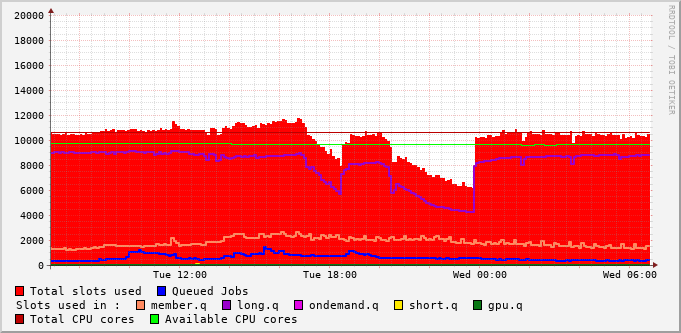 RRDTOOL / TOBI OETIKER
20000
18000
16000
14000
12000
10000
8000
6000
4000
2000
0
Tue 12:00 Tue 18:00 Wed 00:00 Wed 06:00
Total slots used Queued Jobs
Slots used in : member.q long.q ondemand.q short.q gpu.q
Total CPU cores Available CPU cores